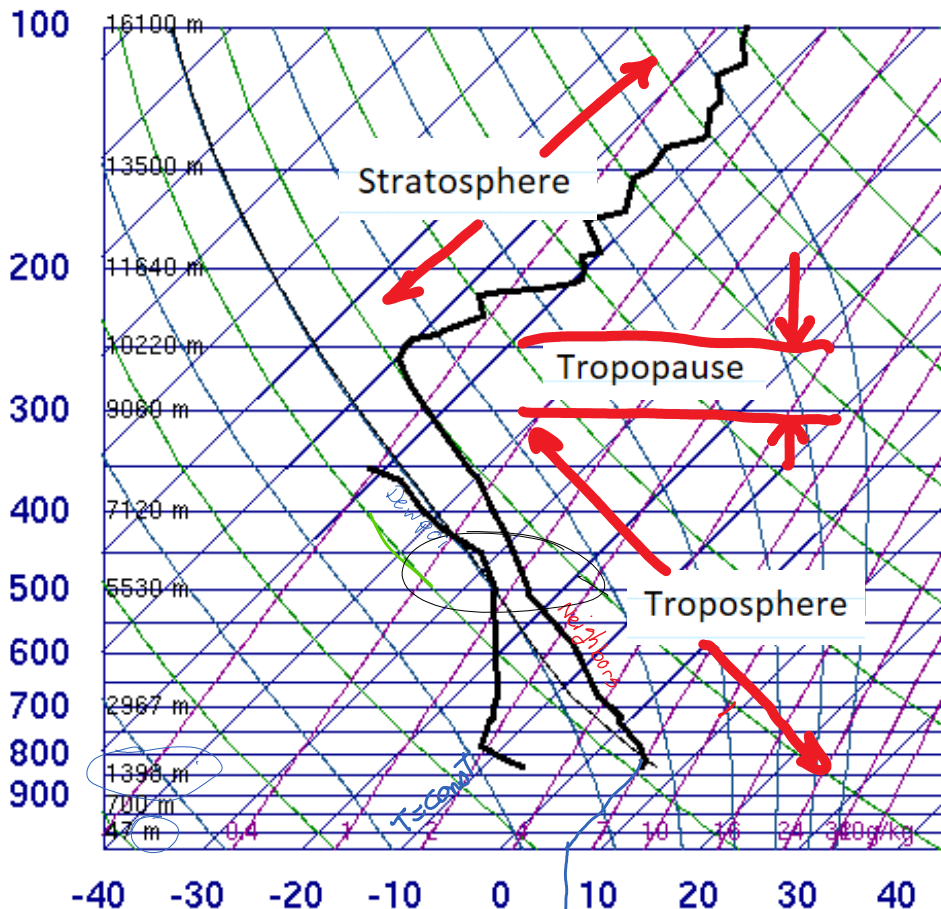 100 16100 m
13500 m
Stratosphere
200 11640 m
10220 m
Tropopause
300 9060 m
400 7120 m
500 5530 m
Troposphere
Neighbors
600
700 2967 m
800
1398 m
900
700 m
T=const
47 m 0.4 1 2 4 7 10 16 24 32 40g/kg
-40 -30 -20 -10 0 10 20 30 40